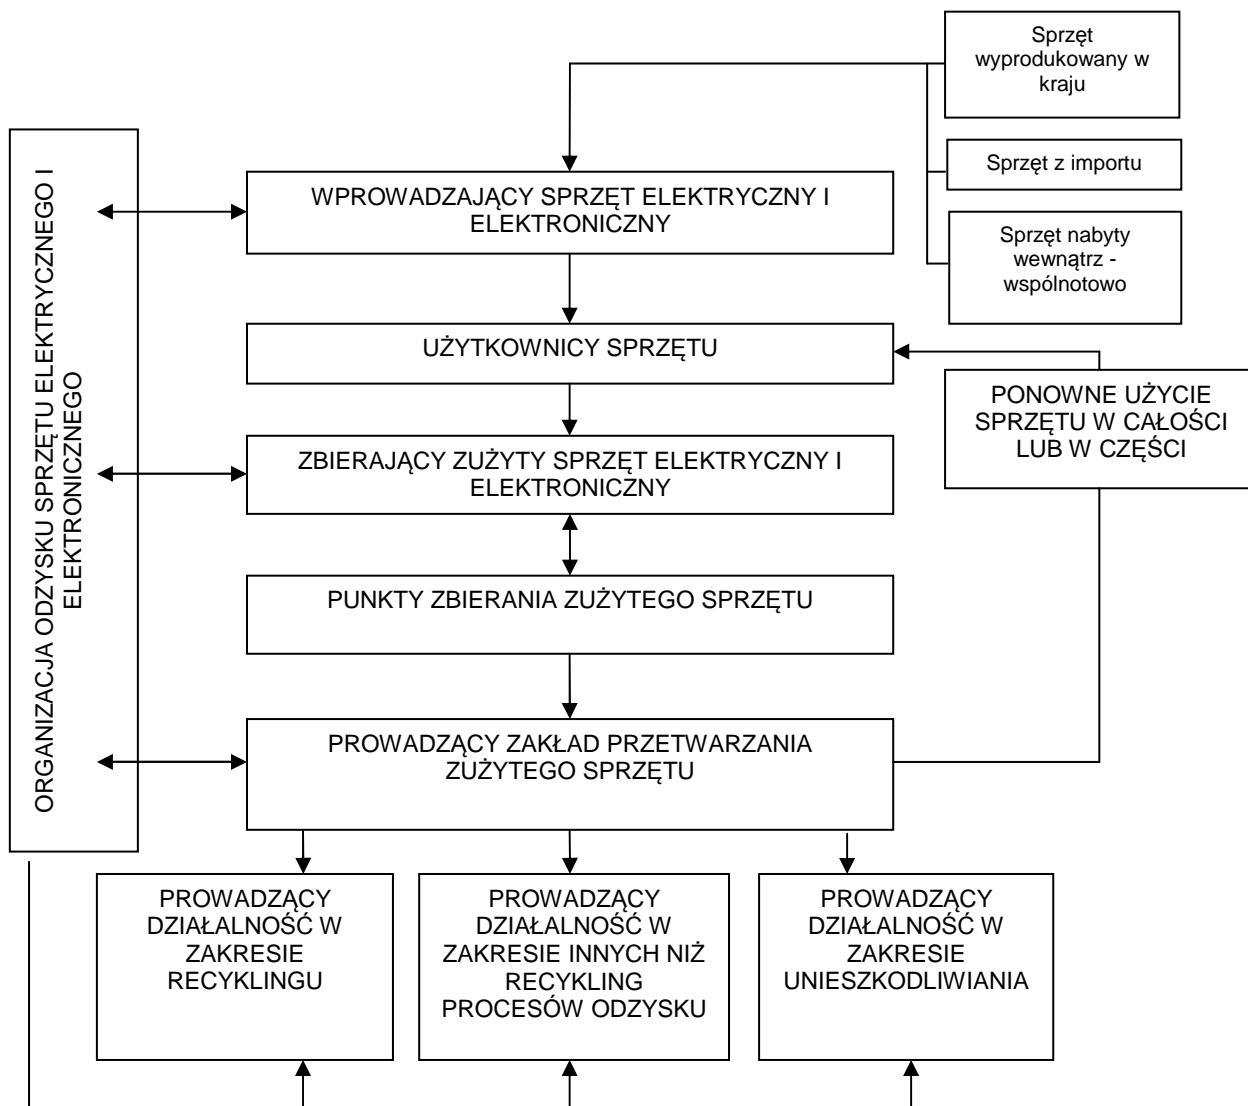 Sprzęt
wyprodukowany w
kraju
Sprzęt z importu
Sprzęt nabyty
wewnątrz -
wspólnotowo
ORGANIZACJA ODZYSKU SPRZĘTU ELEKTRYCZNEGO I
ELEKTRONICZNEGO
WPROWADZAJĄCY SPRZĘT ELEKTRYCZNY I
ELEKTRONICZNY
UŻYTKOWNICY SPRZĘTU
PONOWNE UŻYCIE
SPRZĘTU W CAŁOŚCI
LUB W CZĘŚCI
ZBIERAJĄCY ZUŻYTY SPRZĘT ELEKTRYCZNY I
ELEKTRONICZNY
PUNKTY ZBIERANIA ZUŻYTEGO SPRZĘTU
PROWADZĄCY ZAKŁAD PRZETWARZANIA
ZUŻYTEGO SPRZĘTU
PROWADZĄCY
DZIAŁALNOŚĆ W
ZAKRESIE
RECYKLINGU
PROWADZĄCY
DZIAŁALNOŚĆ W
ZAKRESIE INNYCH NIŻ
RECYKLING
PROCESÓW ODZYSKU
PROWADZĄCY
DZIAŁALNOŚĆ W
ZAKRESIE
UNIESZKODLIWIANIA